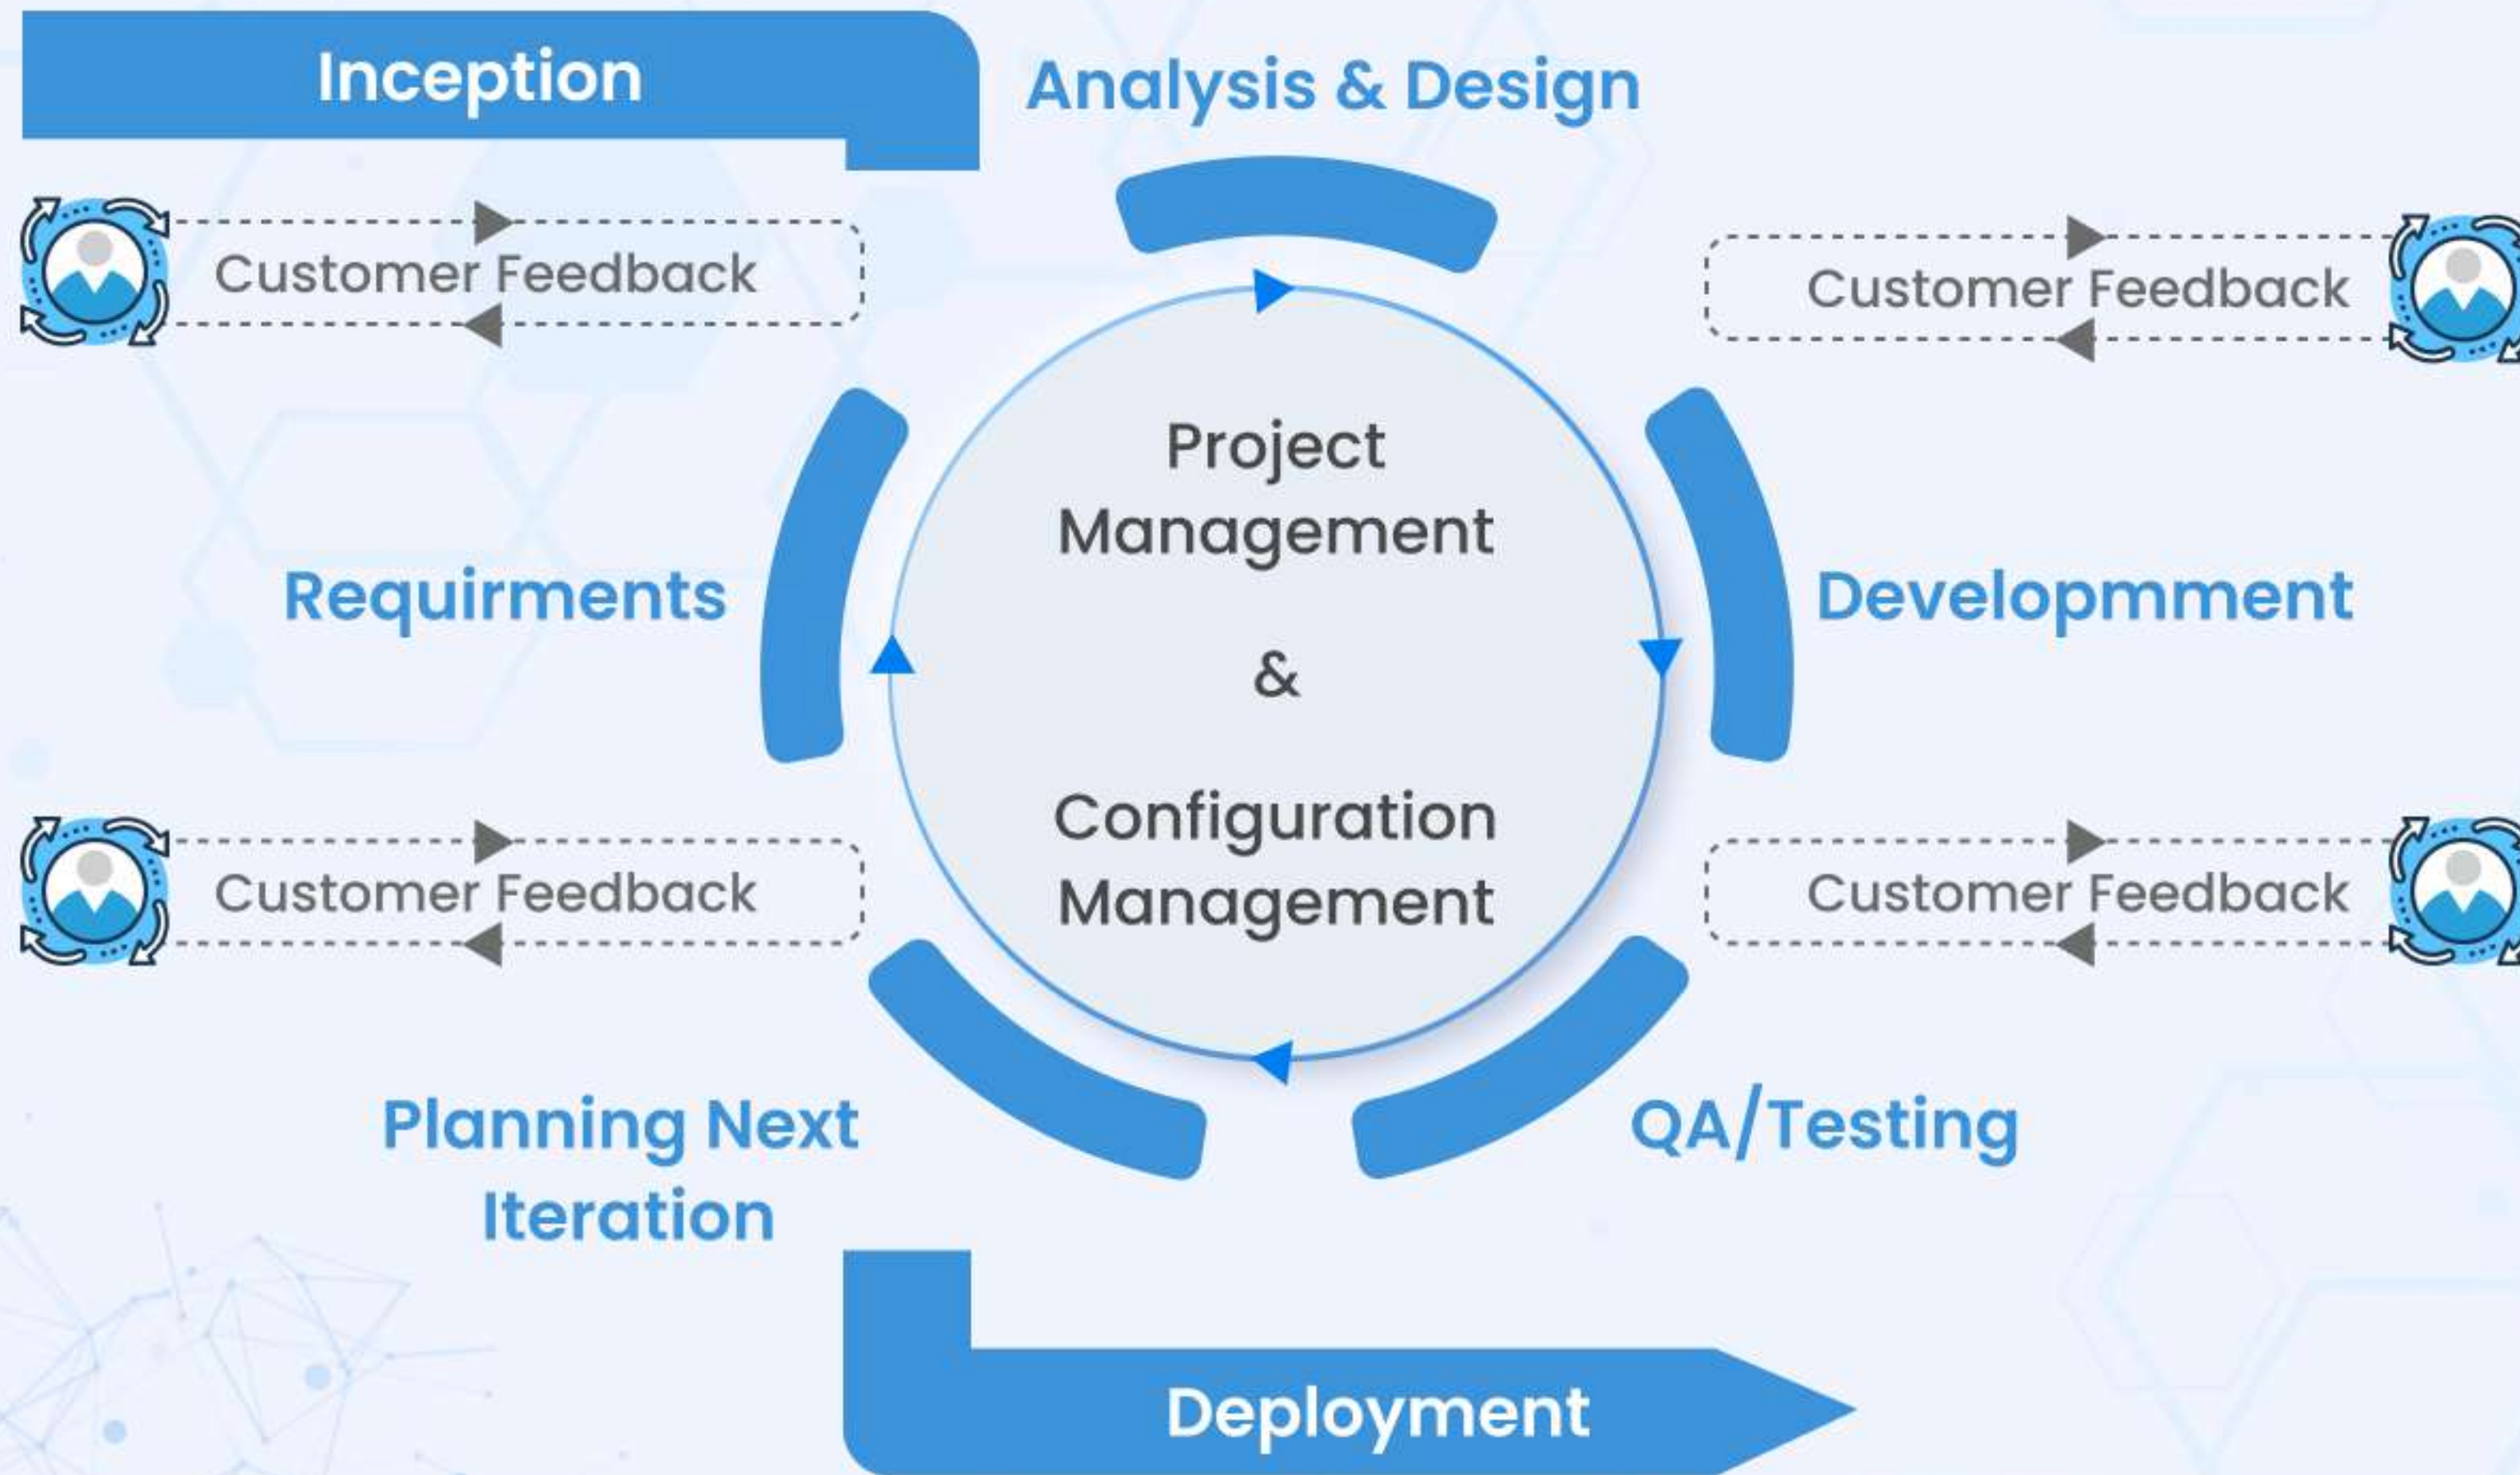 Inception
Analysis & Design
Customer Feedback
Customer Feedback
Project
Management
&
Configuration
Management
Requirments
Developmment
Customer Feedback
Customer Feedback
Planning Next
Iteration
QA/Testing
Deployment